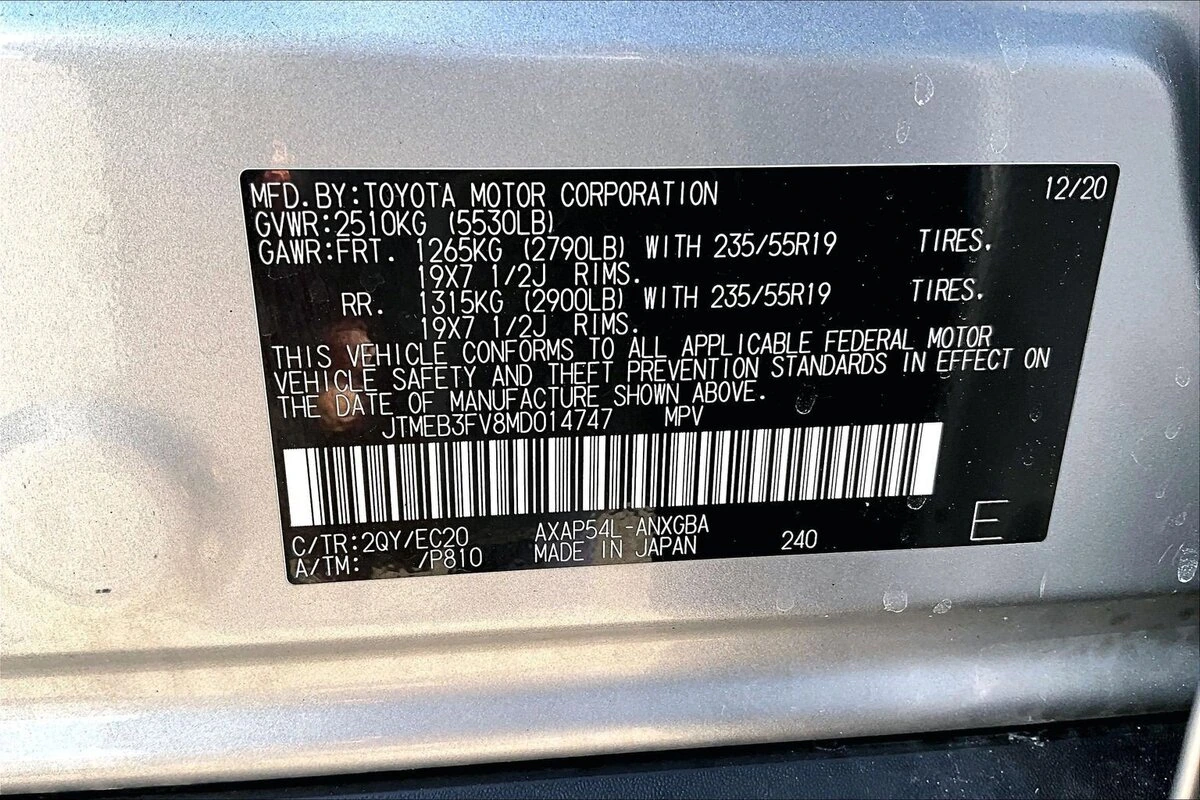 MFD.BY:TOYOTA MOTOR CORPORATION 12/20
GVWR:2510KG (5530LB)
GAWR:FRT. 1265KG (2790LB) WITH 235/55R19 TIRES.
19X7 1/2J RIMS.
RR. 1315KG (2900LB) WITH 235/55R19 TIRES.
19X7 1/2J RIMS.
THIS VEHICLE CONFORMS TO ALL APPLICABLE FEDERAL MOTOR
VEHICLE SAFETY AND THEFT PREVENTION STANDARDS IN EFFECT ON
THE DATE OF MANUFACTURE SHOWN ABOVE.
JTMEB3FV8MD014747 MPV
C/TR:2QY/EC20 AXAP54L-ANXGBA 240 E
A/TM: /P810 MADE IN JAPAN